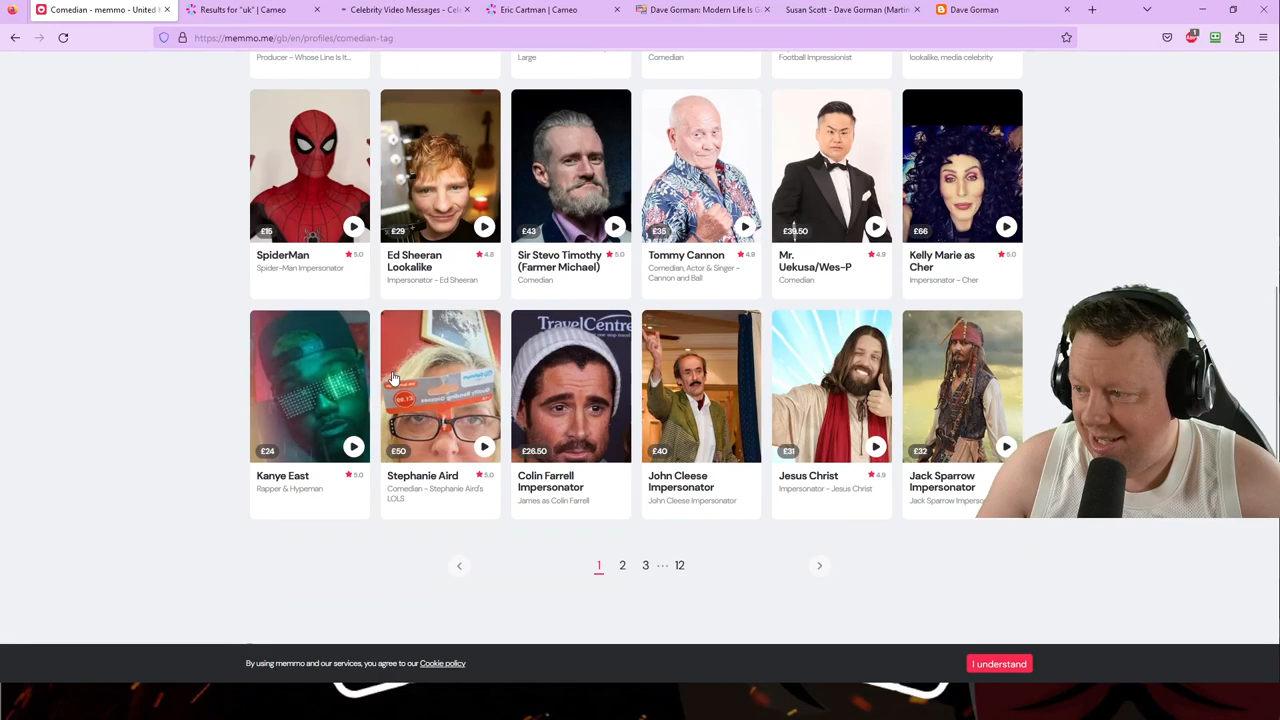 Comedian - memmo - United
Results for "uk" | Cameo
Celebrity Video Messages - Cel
Eric Cartman | Cameo
Dave Gorman: Modern Life Is G
Susan Scott - Dave Gorman (Martin
Dave Gorman
https://memmo.me/gb/en/profiles/comedian-tag
Producer - Whose Line Is It...
Large
Comedian
Football Impressionist
lookalike, media celebrity
£15
£29
£43
£35
£39.50
£66
SpiderMan
5.0
Spider-Man Impersonator
Ed Sheeran
Lookalike
4.8
Impersonator - Ed Sheeran
Sir Stevo Timothy
(Farmer Michael)
5.0
Comedian
Tommy Cannon
4.9
Comedian, Actor & Singer -
Cannon and Ball
Mr.
Uekusa/Wes-P
4.9
Comedian
Kelly Marie as
Cher
5.0
Impersonator - Cher
TravelCentre
£24
£50
£26.50
£40
£31
£32
Kanye East
5.0
Rapper & Hypeman
Stephanie Aird
5.0
Comedian - Stephanie Aird's
LOLS
Colin Farrell
Impersonator
James as Colin Farrell
John Cleese
Impersonator
John Cleese Impersonator
Jesus Christ
4.9
Impersonator - Jesus Christ
Jack Sparrow
Impersonator
Jack Sparrow Imperso
1
2
3
...
12
By using memmo and our services, you agree to our Cookie policy
I understand